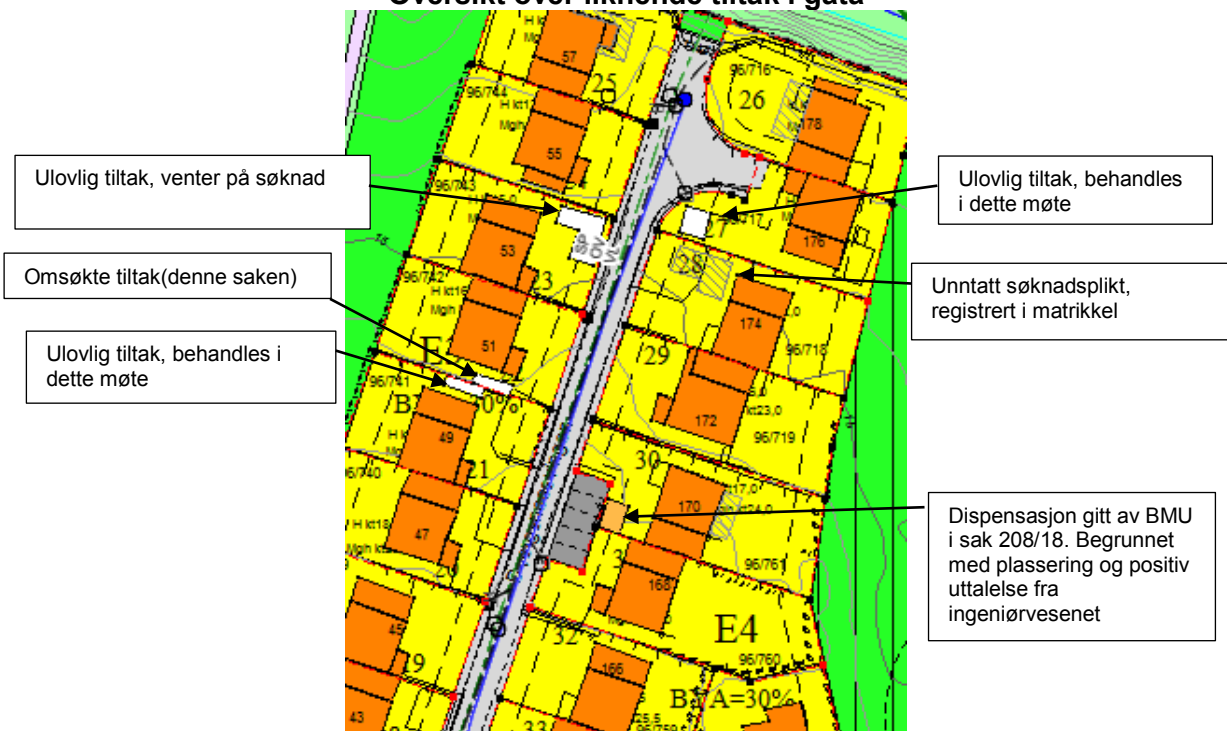 Oversikt over liknende tiltak i gata
Ulovlig tiltak, venter på søknad
Omsøkte tiltak(denne saken)
Ulovlig tiltak, behandles i
dette møte
Ulovlig tiltak, behandles
i dette møte
Unntatt søknadsplikt,
registrert i matrikkel
Dispensasjon gitt av BMU
i sak 208/18. Begrunnet
med plassering og positiv
uttalelse fra
ingeniørvesenet
57
25
96/716
26
178
96/744
55
96/743
176
53
28
96/742
23
174
96/718
51
29
96/741
172
96/719
49
21
30
170
96/761
47
168
E4
96/760
45
32
166
BYA=30%
43
33